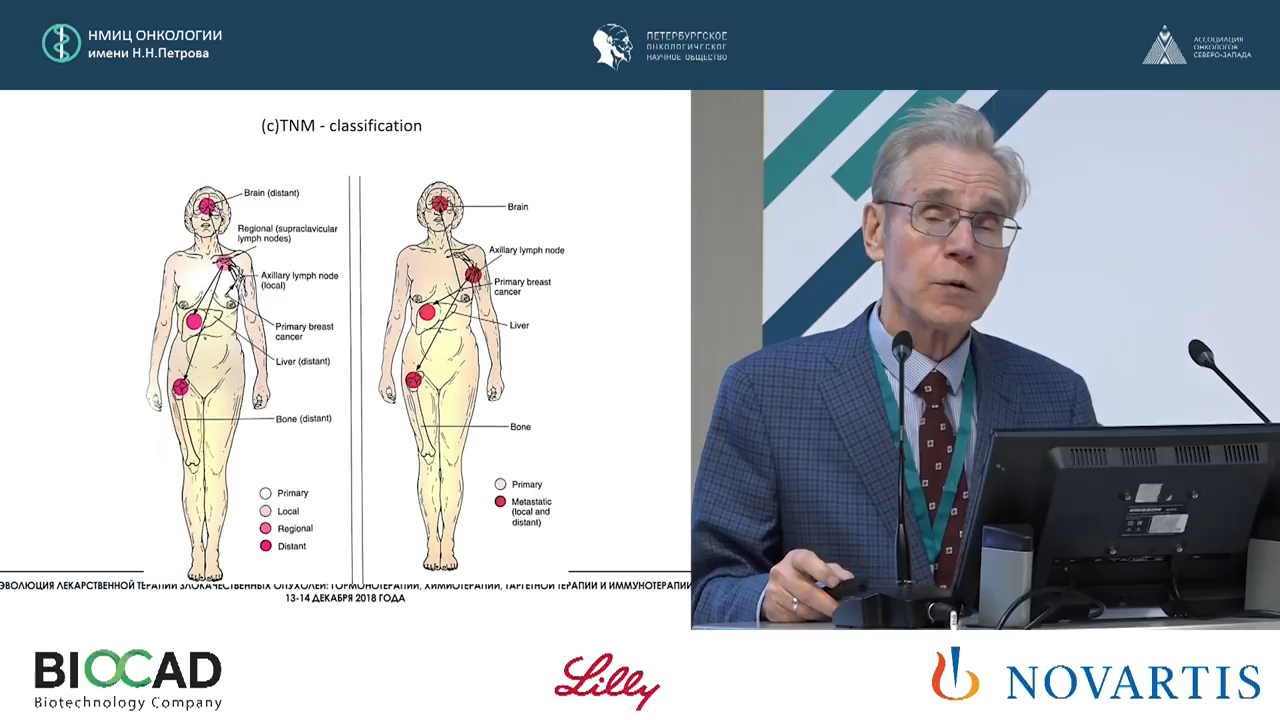 НМИЦ ОНКОЛОГИИ
имени Н.Н.Петрова
ПЕТЕРБУРГСКОЕ
ОНКОЛОГИЧЕСКОЕ
НАУЧНОЕ ОБЩЕСТВО
АССОЦИАЦИЯ
ОНКОЛОГОВ
СЕВЕРО-ЗАПАДА
(c)TNM - classification
Brain (distant)
Regional (supraclavicular
lymph nodes)
Axillary lymph node
(local)
Primary breast
cancer
Liver (distant)
Bone (distant)
Primary
Local
Regional
Distant
Brain
Axillary lymph node
Primary breast
cancer
Liver
Bone
Primary
Metastatic
(local and
distant)
ЭВОЛЮЦИЯ ЛЕКАРСТВЕННОЙ ТЕРАПИИ ЗЛОКАЧЕСТВЕННЫХ ОПУХОЛЕЙ: ГОРМОНОТЕРАПИИ, ХИМИОТЕРАПИИ, ТАРГЕТНОЙ ТЕРАПИИ И ИММУНОТЕРАПИИ
13-14 ДЕКАБРЯ 2018 ГОДА
BIOCAD
Biotechnology Company
Lilly
NOVARTIS